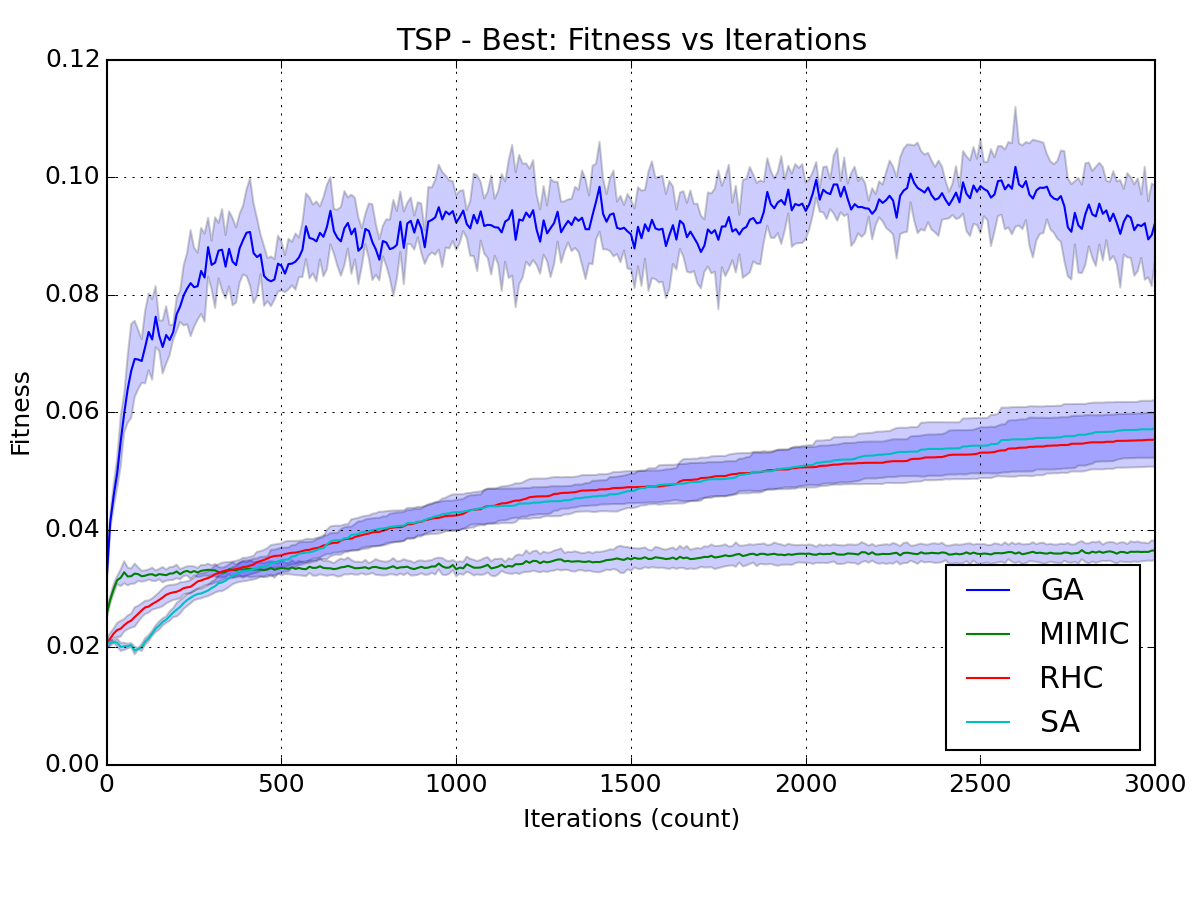 TSP - Best: Fitness vs Iterations
0.12
0.10
0.08
0.06
0.04
0.02
0.00
Fitness
0 500 1000 1500 2000 2500 3000
Iterations (count)
GA
MIMIC
RHC
SA